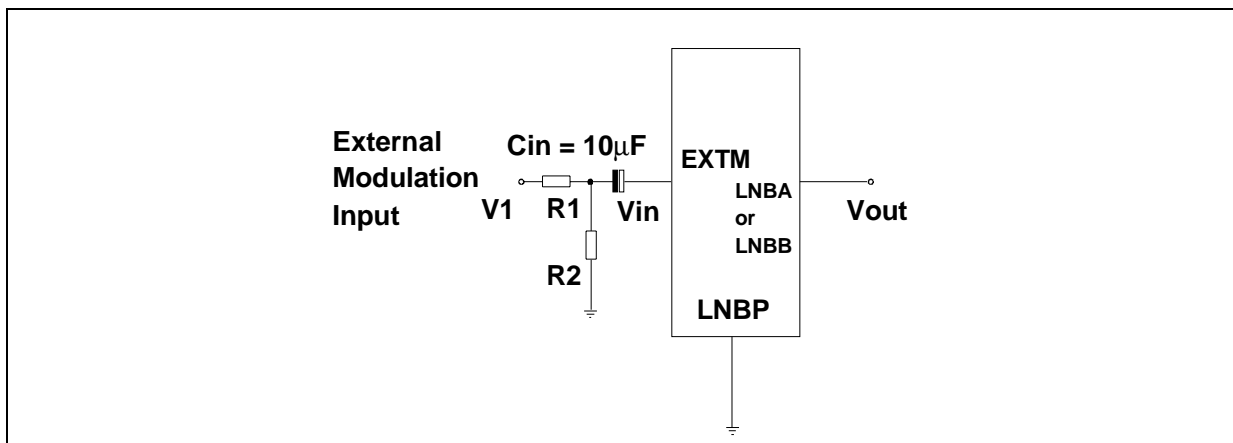 External
Modulation
Input
V1
R1
R2
Cin = 10μF
Vin
EXTM
LNBA
or
LNBB
LNBP
Vout